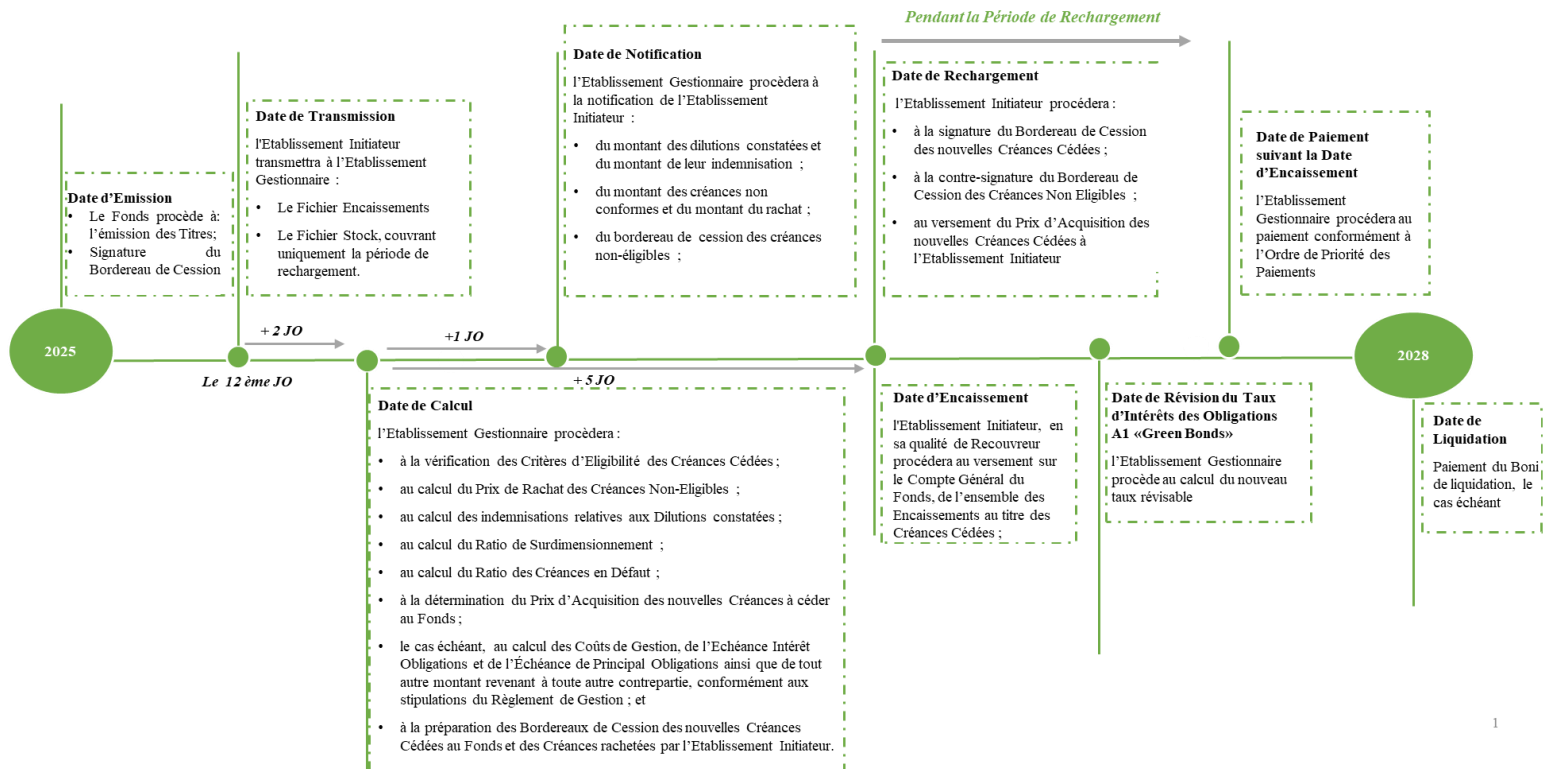 Pendant la Période de Rechargement
2025
Date d’Emission
• Le Fonds procède à:
l’émission des Titres;
• Signature du
Bordereau de Cession
Date de Transmission
l'Etablissement Initiateur
transmettra à l’Etablissement
Gestionnaire :
• Le Fichier Encaissements
• Le Fichier Stock, couvrant
uniquement la période de
rechargement.
Le 12 ème JO
+ 2 JO
Date de Calcul
l’Etablissement Gestionnaire procèdera :
• à la vérification des Critères d’Eligibilité des Créances Cédées ;
• au calcul du Prix de Rachat des Créances Non-Eligibles ;
• au calcul des indemnisations relatives aux Dilutions constatées ;
• au calcul du Ratio de Surdimensionnement ;
• au calcul du Ratio des Créances en Défaut ;
• à la détermination du Prix d’Acquisition des nouvelles Créances à céder
au Fonds ;
• le cas échéant, au calcul des Coûts de Gestion, de l’Echéance Intérêt
Obligations et de l’Échéance de Principal Obligations ainsi que de tout
autre montant revenant à toute autre contrepartie, conformément aux
stipulations du Règlement de Gestion ; et
• à la préparation des Bordereaux de Cession des nouvelles Créances
Cédées au Fonds et des Créances rachetées par l’Etablissement Initiateur.
+1 JO
+ 5 JO
Date de Notification
l’Etablissement Gestionnaire procèdera à
la notification de l’Etablissement
Initiateur :
• du montant des dilutions constatées et
du montant de leur indemnisation ;
• du montant des créances non
conformes et du montant du rachat ;
• du bordereau de cession des créances
non-éligibles ;
Date de Rechargement
l’Etablissement Initiateur procédera :
• à la signature du Bordereau de Cession
des nouvelles Créances Cédées ;
• à la contre-signature du Bordereau de
Cession des Créances Non Eligibles ;
• au versement du Prix d’Acquisition des
nouvelles Créances Cédées à
l’Etablissement Initiateur
Date d’Encaissement
l'Etablissement Initiateur, en
sa qualité de Recouvreur
procédera au versement sur
le Compte Général du
Fonds, de l’ensemble des
Encaissements au titre des
Créances Cédées ;
Date de Révision du Taux
d’Intérêts des Obligations
A1 «Green Bonds»
l’Etablissement Gestionnaire
procède au calcul du nouveau
taux révisable
Date de Paiement
suivant la Date
d’Encaissement
l’Etablissement
Gestionnaire procédera au
paiement conformément à
l’Ordre de Priorité des
Paiements
2028
Date de
Liquidation
Paiement du Boni
de liquidation, le
cas échéant
1